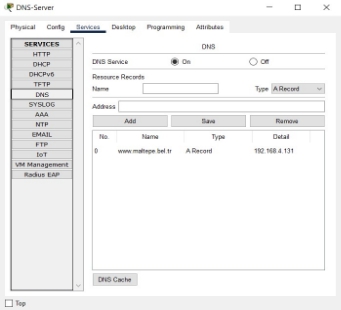 DNS-Server
Physical Config Services Desktop Programming Attributes
SERVICES
HTTP
DHCP
DHCPv6
TFTP
DNS
SYSLOG
AAA
NTP
EMAIL
FTP
IoT
VM Management
Radius EAP
DNS
DNS Service On Off
Resource Records
Name Type A Record
Address
Add Save Remove
No. Name Type Detail
0 www.maltepe.bel.tr A Record 192.168.4.131
DNS Cache
Top